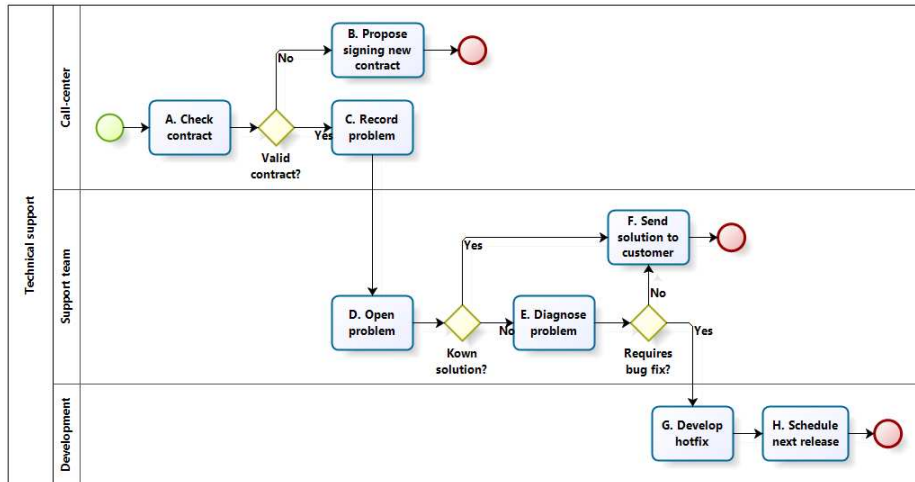 Technical support
Call-center
B. Propose
signing new
contract
No
A. Check
contract
Yes
C. Record
problem
Valid
contract?
Support team
F. Send
solution to
customer
Yes
No
D. Open
problem
No
E. Diagnose
problem
Yes
Kown
solution?
Requires
bug fix?
Development
G. Develop
hotfix
H. Schedule
next release